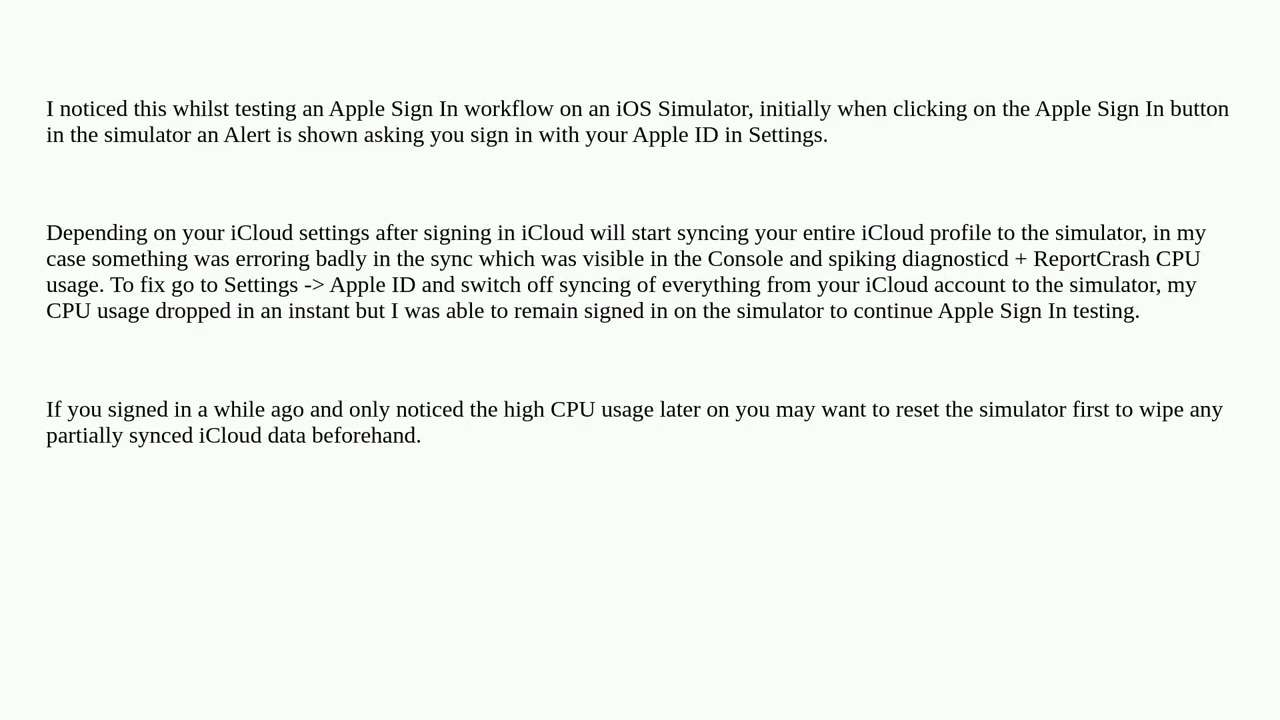 I noticed this whilst testing an Apple Sign In workflow on an iOS Simulator, initially when clicking on the Apple Sign In button
in the simulator an Alert is shown asking you sign in with your Apple ID in Settings.
Depending on your iCloud settings after signing in iCloud will start syncing your entire iCloud profile to the simulator, in my
case something was erroring badly in the sync which was visible in the Console and spiking diagnosticd + ReportCrash CPU
usage. To fix go to Settings -> Apple ID and switch off syncing of everything from your iCloud account to the simulator, my
CPU usage dropped in an instant but I was able to remain signed in on the simulator to continue Apple Sign In testing.
If you signed in a while ago and only noticed the high CPU usage later on you may want to reset the simulator first to wipe any
partially synced iCloud data beforehand.